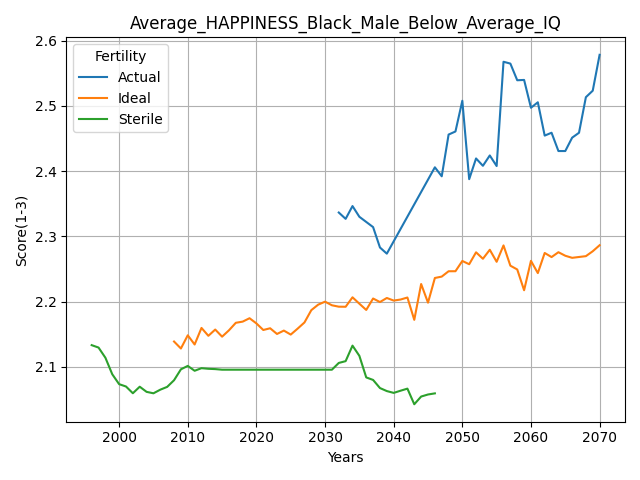 Average_HAPPINESS_Black_Male_Below_Average_IQ
Fertility
Actual
Ideal
Sterile
Score(1-3)
2.6
2.5
2.4
2.3
2.2
2.1
2000 2010 2020 2030 2040 2050 2060 2070
Years